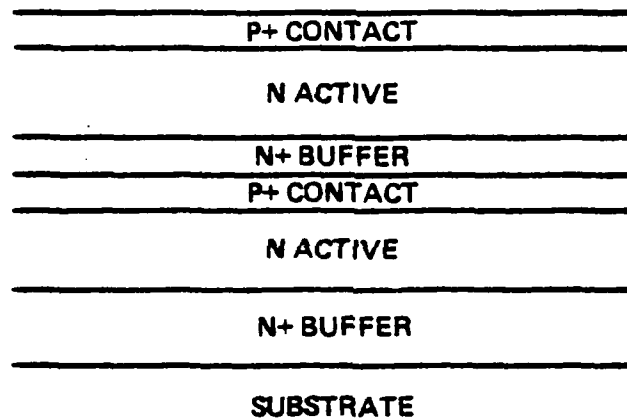 P+ CONTACT
N ACTIVE
N+ BUFFER
P+ CONTACT
N ACTIVE
N+ BUFFER
SUBSTRATE